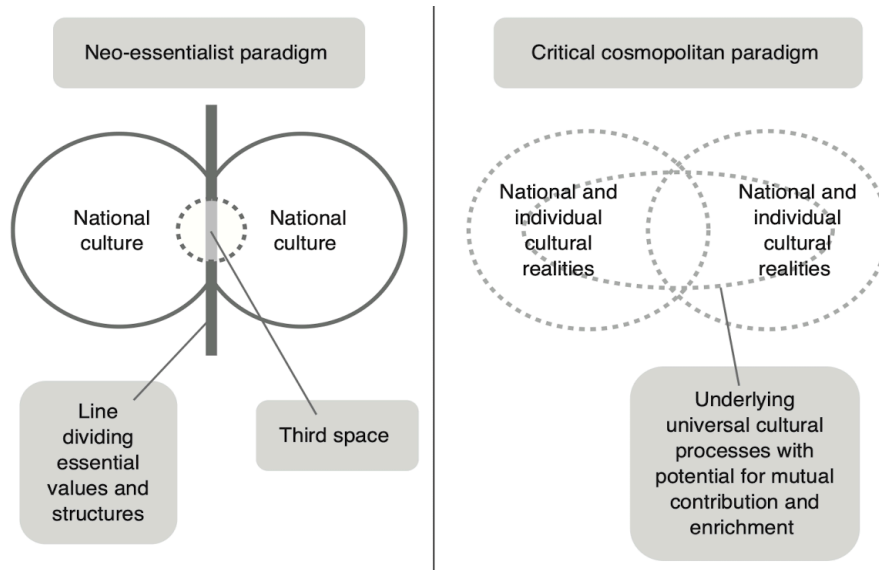 Neo-essentialist paradigm
National
culture
National
culture
Line
dividing
essential
values and
structures
Third space
Critical cosmopolitan paradigm
National and
individual
cultural
realities
National and
individual
cultural
realities
Underlying
universal cultural
processes with
potential for mutual
contribution and
enrichment